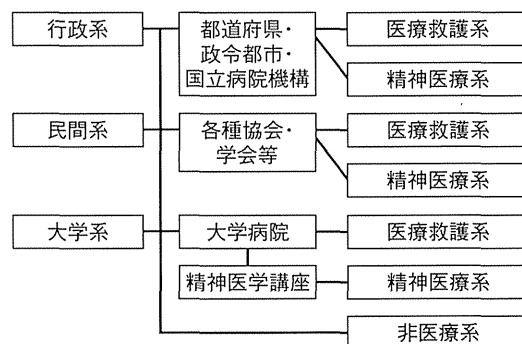 行政系
都道府県・
政令都市・
国立病院機構
医療救護系
精神医療系
民間系
各種協会・
学会等
医療救護系
精神医療系
大学系
大学病院
医療救護系
精神医学講座
精神医療系
非医療系